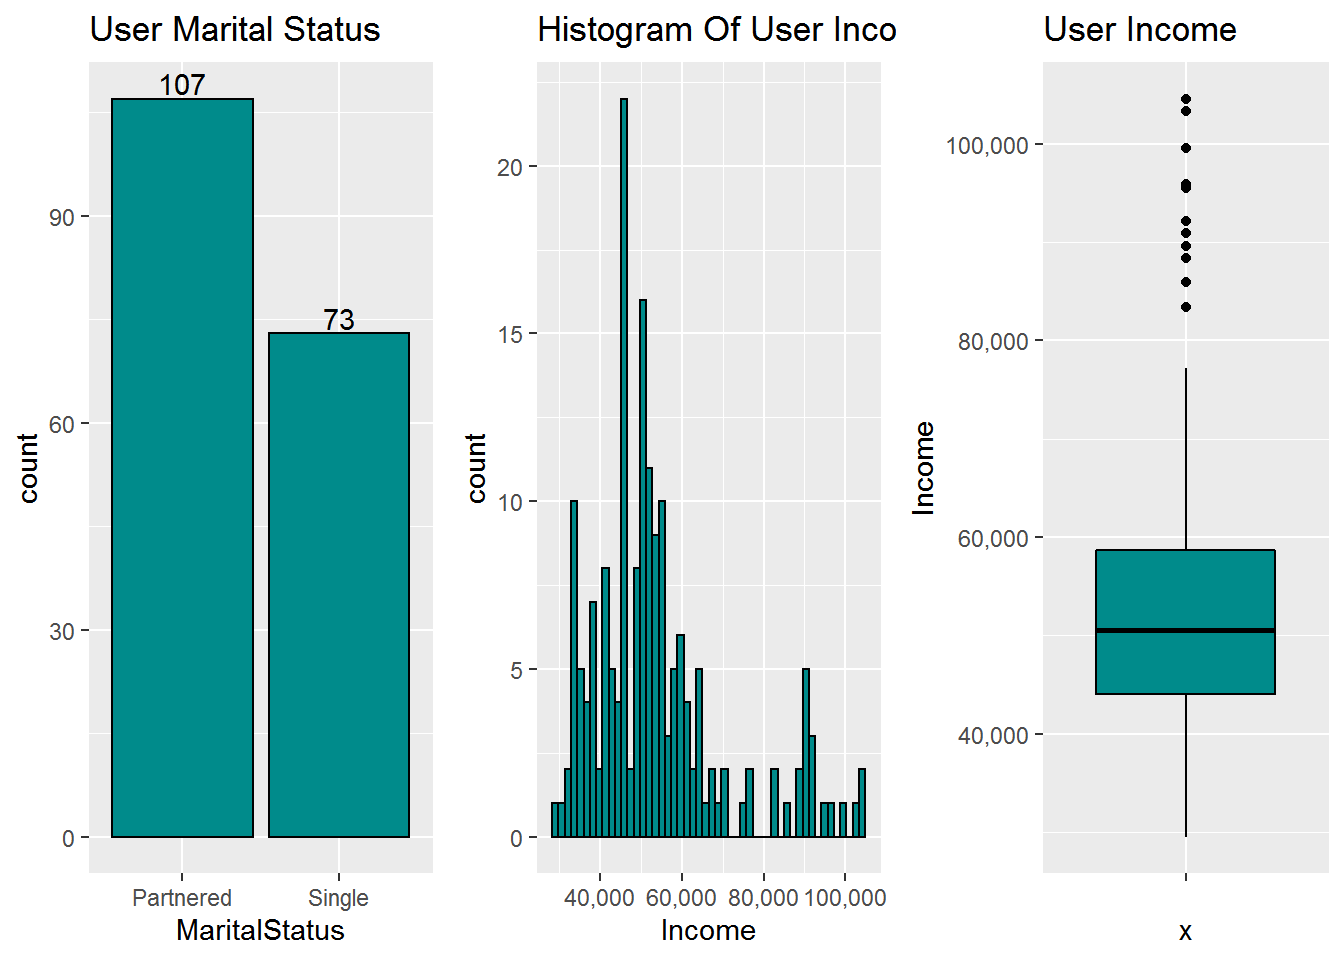 User Marital Status
107
73
90
60
30
0
count
Partnered Single
MaritalStatus
Histogram Of User Inco
20
15
10
5
0
count
40,000 60,000 80,000 100,000
Income
User Income
100,000
80,000
60,000
40,000
Income
x